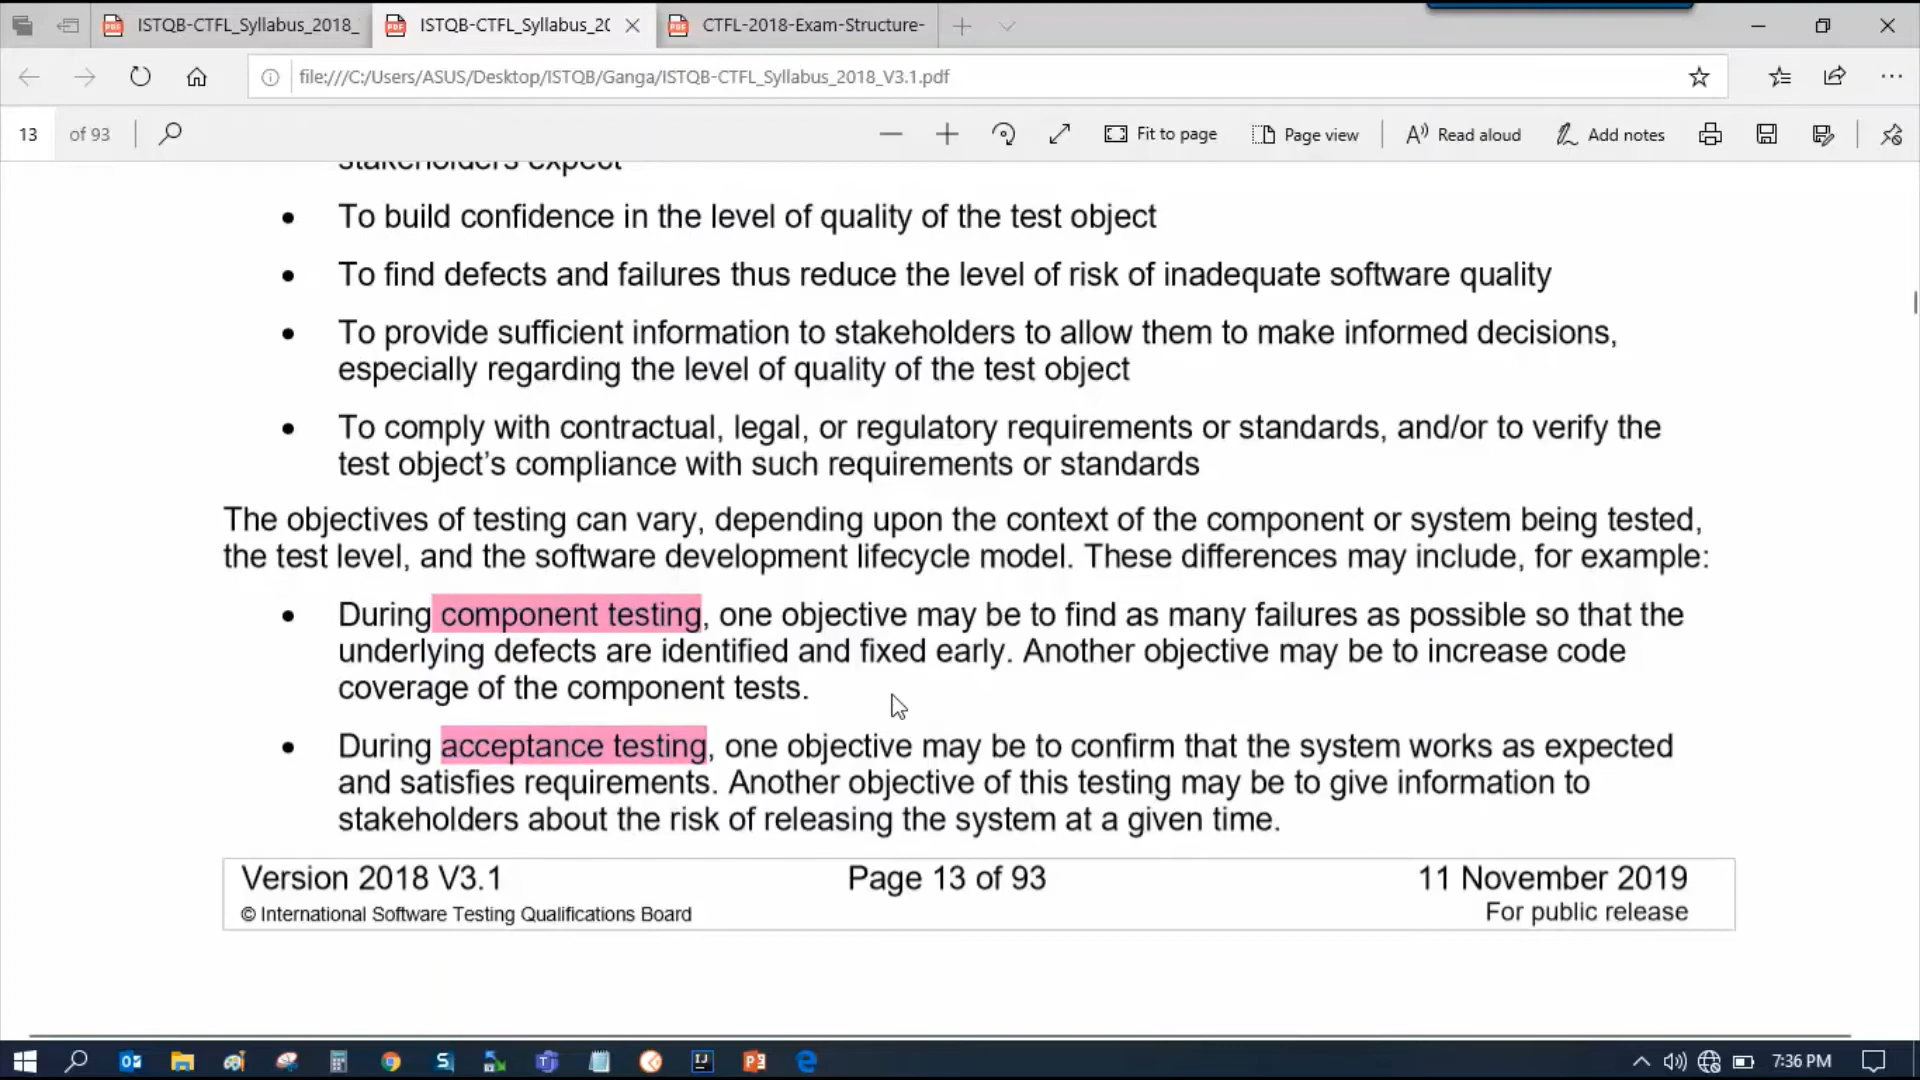 ISTQB-CTFL_Syllabus_2018_
ISTQB-CTFL_Syllabus_20
CTFL-2018-Exam-Structure-
file:///C:/Users/ASUS/Desktop/ISTQB/Ganga/ISTQB-CTFL_Syllabus_2018_V3.1.pdf
13 of 93
Fit to page
Page view
Read aloud
Add notes
stakeholders expect
• To build confidence in the level of quality of the test object
• To find defects and failures thus reduce the level of risk of inadequate software quality
• To provide sufficient information to stakeholders to allow them to make informed decisions,
especially regarding the level of quality of the test object
• To comply with contractual, legal, or regulatory requirements or standards, and/or to verify the
test object’s compliance with such requirements or standards
The objectives of testing can vary, depending upon the context of the component or system being tested,
the test level, and the software development lifecycle model. These differences may include, for example:
• During component testing, one objective may be to find as many failures as possible so that the
underlying defects are identified and fixed early. Another objective may be to increase code
coverage of the component tests.
• During acceptance testing, one objective may be to confirm that the system works as expected
and satisfies requirements. Another objective of this testing may be to give information to
stakeholders about the risk of releasing the system at a given time.
Version 2018 V3.1 Page 13 of 93 11 November 2019
© International Software Testing Qualifications Board For public release
7:36 PM